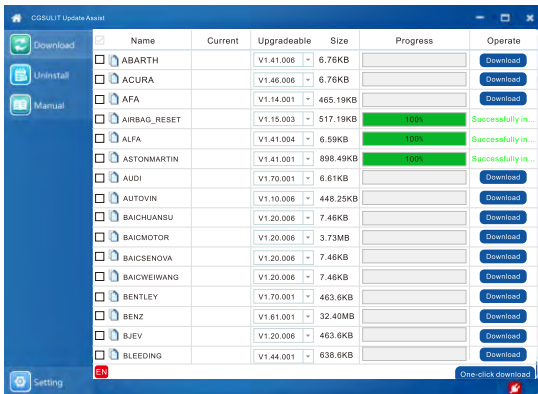 CGSULIT Update Assist
Download
Uninstall
Manual
Name Current Upgradeable Size Progress Operate
ABARTH V1.41.006 6.76KB Download
ACURA V1.46.006 6.76KB Download
AFA V1.14.001 465.19KB Download
AIRBAG_RESET V1.15.003 517.19KB 100% Successfully in...
ALFA V1.41.004 6.59KB 100% Successfully in...
ASTONMARTIN V1.41.001 898.49KB 100% Successfully in...
AUDI V1.70.001 6.61KB Download
AUTOVIN V1.10.006 448.25KB Download
BAICHUANSU V1.20.006 7.46KB Download
BAICMOTOR V1.20.006 3.73MB Download
BAICSENOVA V1.20.006 7.46KB Download
BAICWEIWANG V1.20.006 7.46KB Download
BENTLEY V1.70.001 463.6KB Download
BENZ V1.61.001 32.40MB Download
BJEV V1.20.006 463.6KB Download
BLEEDING V1.44.001 638.6KB Download
EN
One-click download
Setting